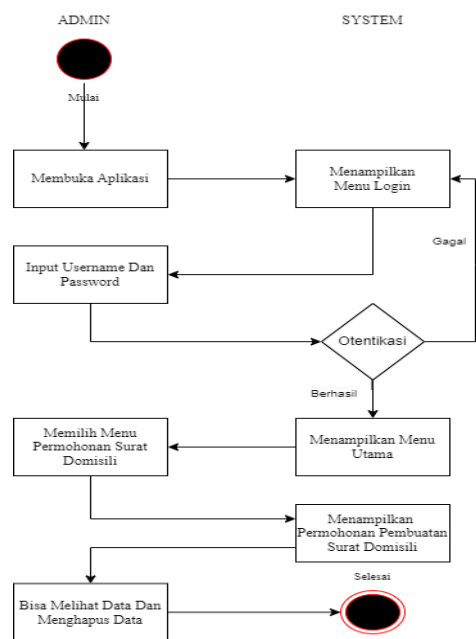 ADMIN
SYSTEM
Mulai
Membuka Aplikasi
Menampilkan
Menu Login
Gagal
Input Username Dan
Password
Otentikasi
Berhasil
Memilih Menu
Permohonan Surat
Domisili
Menampilkan Menu
Utama
Menampilkan
Permohonan Pembuatan
Surat Domisili
Bisa Melihat Data Dan
Menghapus Data
Selesai